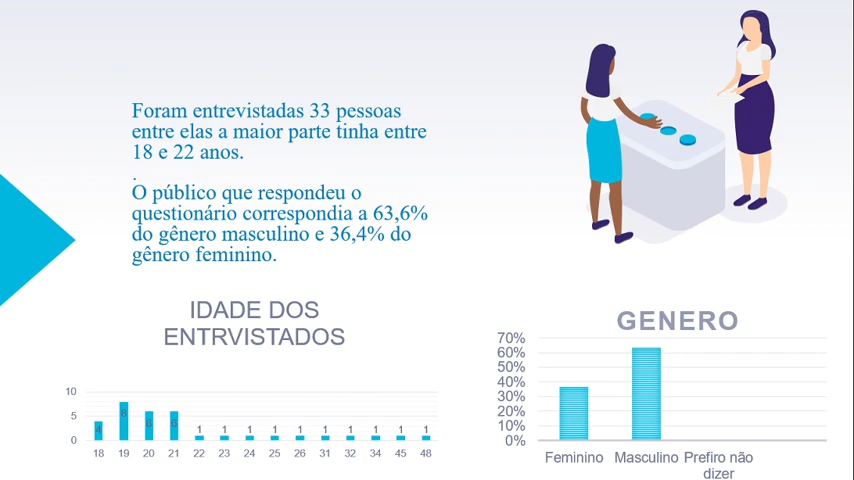 Foram entrevistadas 33 pessoas
entre elas a maior parte tinha entre
18 e 22 anos.
.
O público que respondeu o
questionário correspondia a 63,6%
do gênero masculino e 36,4% do
gênero feminino.
IDADE DOS
ENTRVISTADOS
10
5
0
4 8 6 6 1 1 1 1 1 1 1 1 1 1
18 19 20 21 22 23 24 25 26 31 32 34 45 48
GENERO
70%
60%
50%
40%
30%
20%
10%
0%
Feminino Masculino Prefiro não
dizer